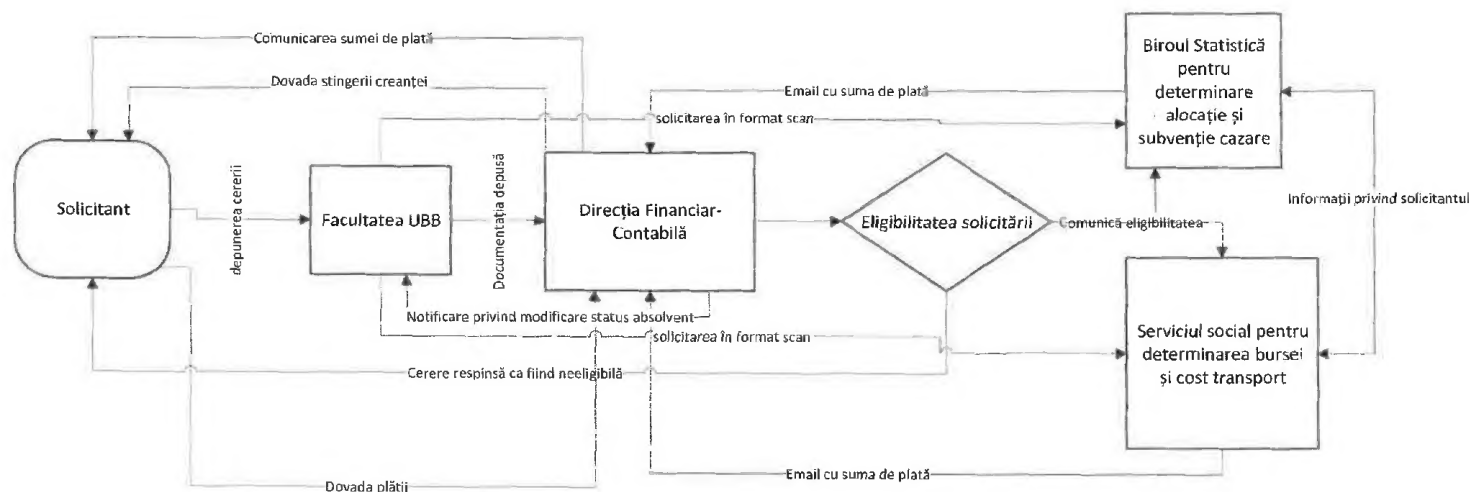 Comunicarea sumei de plată
Dovada stingerii creanței
Email cu suma de plată
solicitarea în format scan
Biroul Statistică
pentru
determinare
alocație și
subvenție cazare
Solicitant
depunerea cererii
Facultatea UBB
Documentația depusă
Direcția Financiar-
Contabilă
Eligibilitatea solicitării
Comunică eligibilitatea
Informații privind solicitantul
Notificare privind modificare status absolvent
solicitarea în format scan
Serviciul social pentru
determinarea bursei
și cost transport
Cerere respinsă ca fiind neeligibilă
Email cu suma de plată
Dovada plății